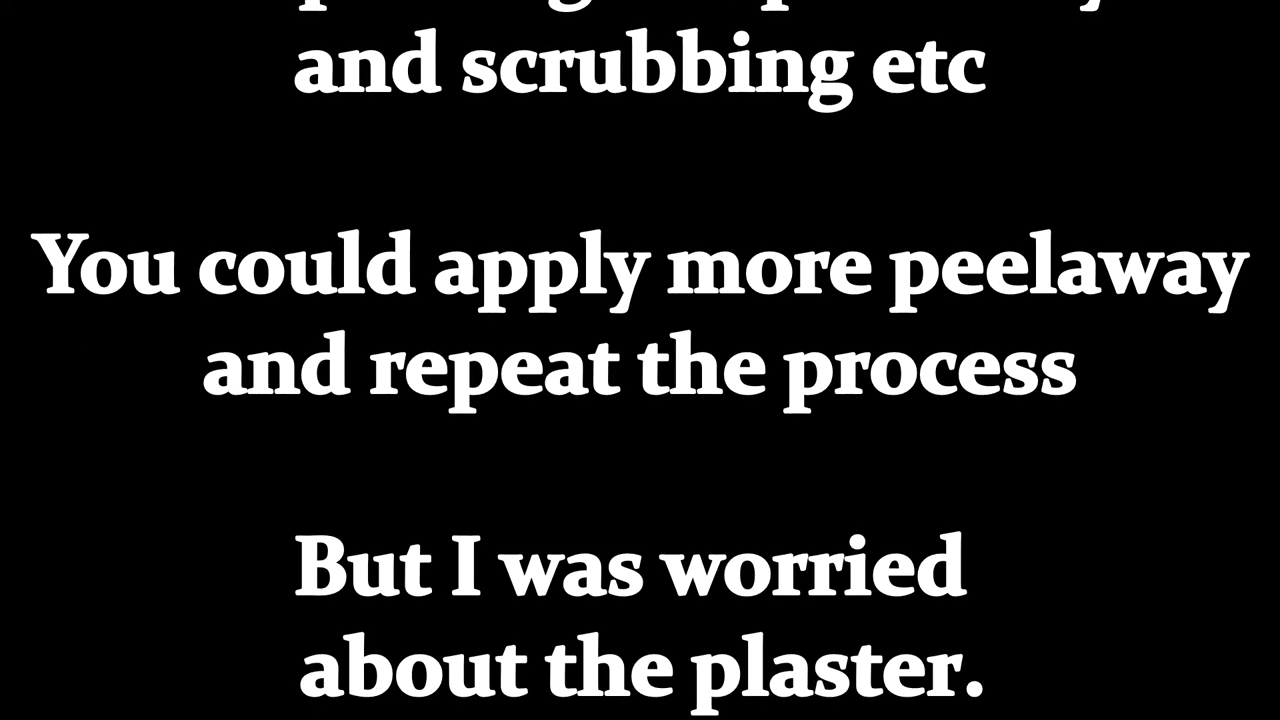 and scrubbing etc
You could apply more peelaway
and repeat the process
But I was worried
about the plaster.